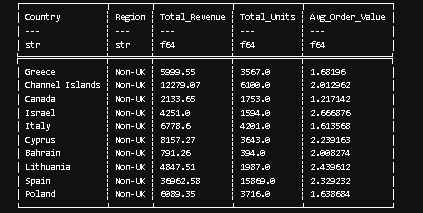 Country Region Total_Revenue Total_Units Avg_Order_Value
--- --- --- --- ---
str str f64 f64 f64
Greece Non-UK 5999.55 3567.0 1.68196
Channel Islands Non-UK 12279.07 6100.0 2.012962
Canada Non-UK 2133.65 1753.0 1.217142
Israel Non-UK 4251.0 1594.0 2.666876
Italy Non-UK 6778.6 4201.0 1.613568
Cyprus Non-UK 8157.27 3643.0 2.239163
Bahrain Non-UK 791.26 394.0 2.008274
Lithuania Non-UK 4847.51 1987.0 2.439612
Spain Non-UK 36962.58 15869.0 2.329232
Poland Non-UK 6089.35 3716.0 1.638684